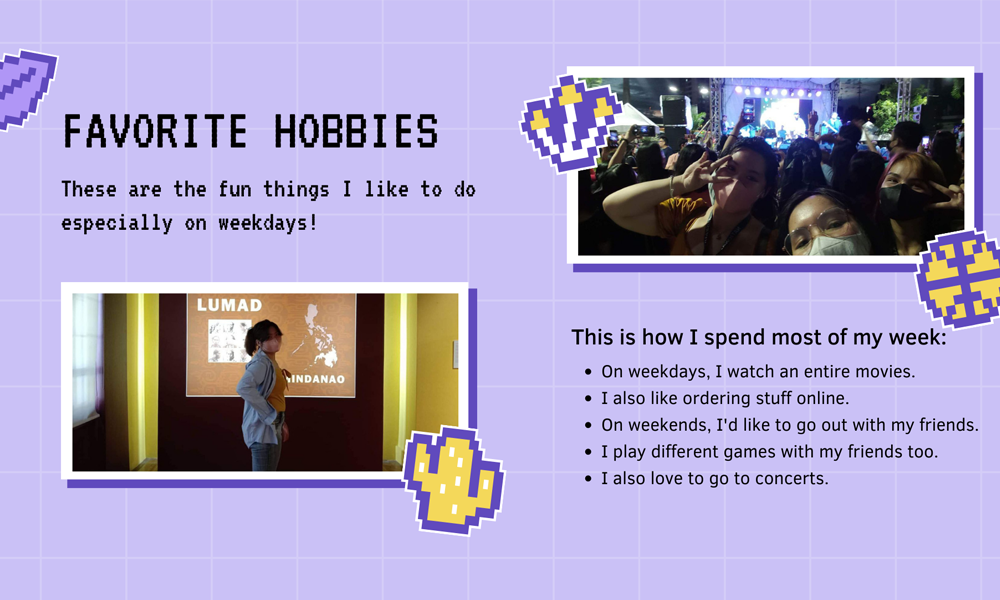 FAVORITE HOBBIES
These are the fun things I like to do
especially on weekdays!
LUMAD
MINDANAO
This is how I spend most of my week:
• On weekdays, I watch an entire movies.
• I also like ordering stuff online.
• On weekends, I'd like to go out with my friends.
• I play different games with my friends too.
• I also love to go to concerts.